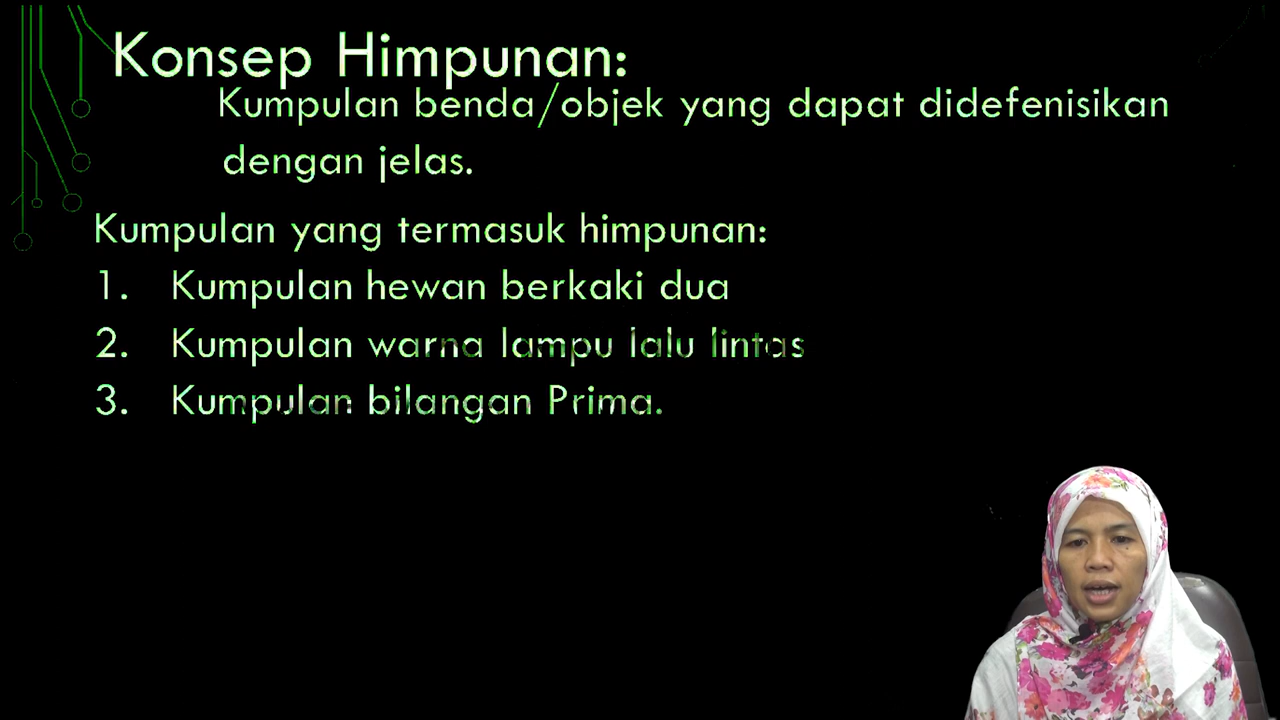 Konsep Himpunan:
Kumpulan benda/objek yang dapat didefenisikan
dengan jelas.
Kumpulan yang termasuk himpunan:
1. Kumpulan hewan berkaki dua
2. Kumpulan warna lampu lalu lintas
3. Kumpulan bilangan Prima.